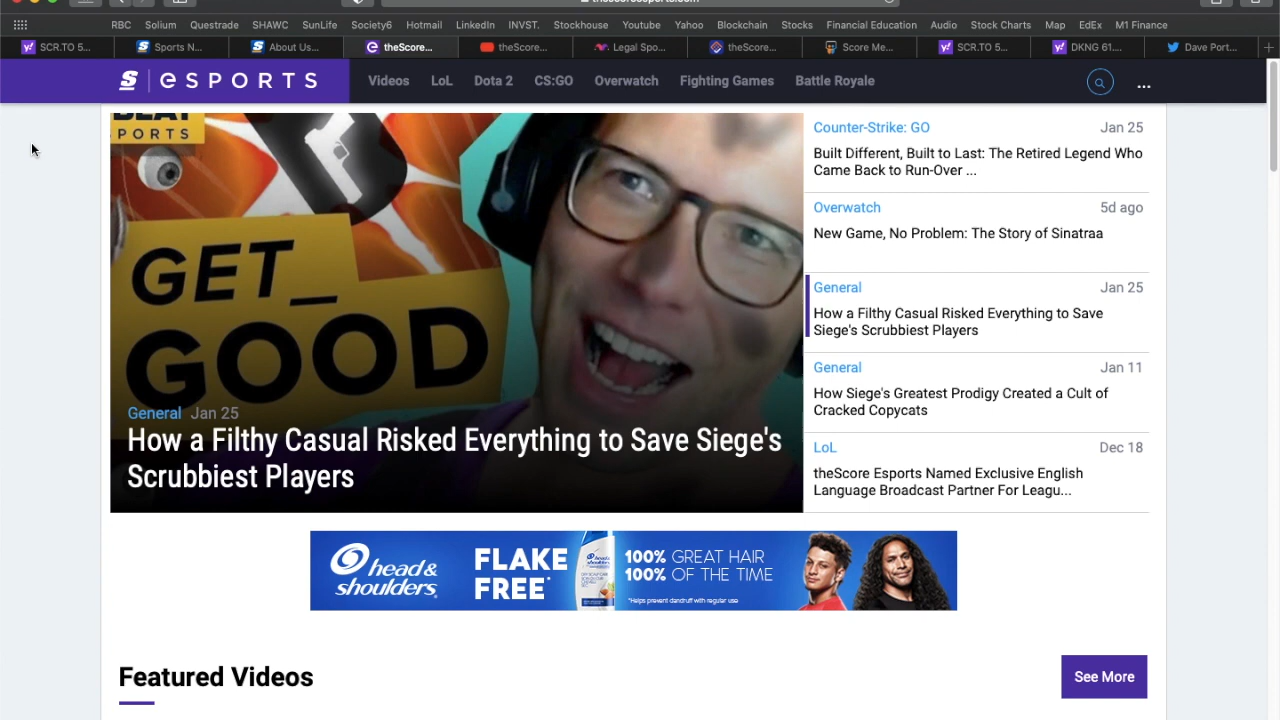 RBC Solium Questrade SHAWC SunLife Society6 Hotmail LinkedIn INVST. Stockhouse Youtube Yahoo Blockchain Stocks Financial Education Audio Stock Charts Map EdEx M1 Finance
SCR.TO 5... Sports N... About Us... theScore... theScore... Legal Spo... theScore... Score Me... SCR.TO 5... DKNG 61.... Dave Port...
eSPORTS Videos LoL Dota 2 CS:GO Overwatch Fighting Games Battle Royale
PORTS
GET_
GOOD
General Jan 25
How a Filthy Casual Risked Everything to Save Siege's
Scrubbiest Players
Counter-Strike: GO Jan 25
Built Different, Built to Last: The Retired Legend Who
Came Back to Run-Over ...
Overwatch 5d ago
New Game, No Problem: The Story of Sinatraa
General Jan 25
How a Filthy Casual Risked Everything to Save
Siege's Scrubbiest Players
General Jan 11
How Siege's Greatest Prodigy Created a Cult of
Cracked Copycats
LoL Dec 18
theScore Esports Named Exclusive English
Language Broadcast Partner For Leagu...
head&
shoulders
FLAKE
FREE*
100% GREAT HAIR
100% OF THE TIME
*Helps prevent dandruff with regular use
Featured Videos
See More